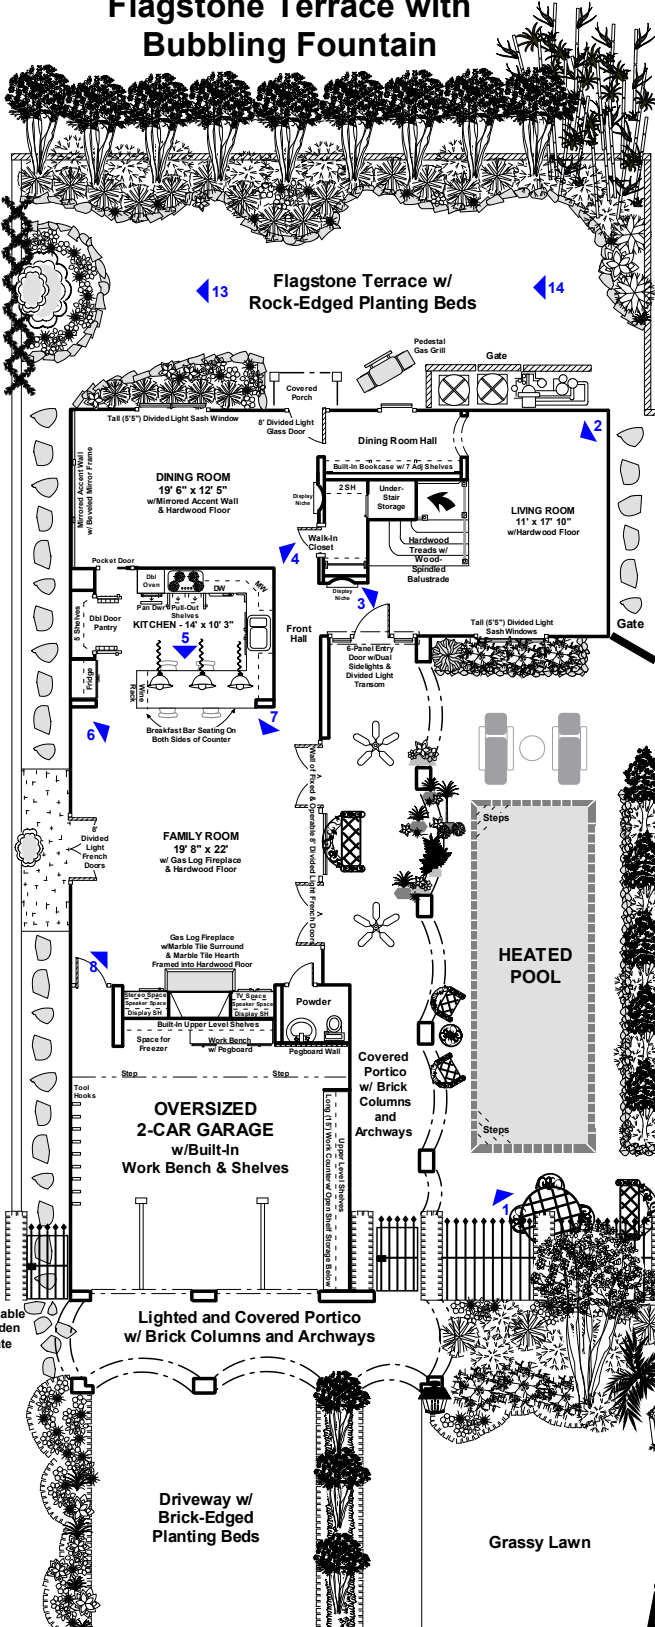 Flagstone Terrace with
Bubbling Fountain
13
Flagstone Terrace w/
Rock-Edged Planting Beds
14
Pedestal
Gas Grill
Gate
Covered
Porch
Tall (5'5") Divided Light Sash Window
8' Divided Light
Glass Door
Dining Room Hall
2
Built-In Bookcase w/ 7 Adj Shelves
Mirrored Accent Wall
w/ Beveled Mirror Frame
DINING ROOM
19' 6" x 12' 5"
w/Mirrored Accent Wall
& Hardwood Floor
Display
Niche
2 SH
Under-
Stair
Storage
LIVING ROOM
11' x 17' 10"
w/Hardwood Floor
Walk-In
Closet
4
Hardwood
Treads w/
Wood-
Spindled
Balustrade
Pocket Door
Dbl
Oven
DW
MW
Pan Dwr
Pull-Out
Shelves
Display
Niche
3
5 Shelves
Dbl Door
Pantry
KITCHEN - 14' x 10' 3"
5
Front
Hall
Tall (5'5") Divided Light
Sash Windows
Gate
6-Panel Entry
Door w/Dual
Sidelights &
Divided Light
Transom
Fridge
Wine
Rack
6
7
Breakfast Bar Seating On
Both Sides of Counter
Wall of Fixed & Operable 8' Divided Light French Doors
8'
Divided
Light
French
Doors
FAMILY ROOM
19' 8" x 22'
w/ Gas Log Fireplace
& Hardwood Floor
Steps
HEATED
POOL
Gas Log Fireplace
w/Marble Tile Surround
& Marble Tile Hearth
Framed into Hardwood Floor
8
Stereo Space
Speaker Space
Display SH
TV Space
Speaker Space
Display SH
Powder
Built-In Upper Level Shelves
Space for
Freezer
Work Bench
w/ Pegboard
Pegboard Wall
Step
Step
Tool
Hooks
Covered
Portico
w/ Brick
Columns
and
Archways
OVERSIZED
2-CAR GARAGE
w/Built-In
Work Bench & Shelves
Upper Level Shelves
Long (15') Work Counter w/ Open Shelf Storage Below
Steps
1
able
den
te
Lighted and Covered Portico
w/ Brick Columns and Archways
Driveway w/
Brick-Edged
Planting Beds
Grassy Lawn